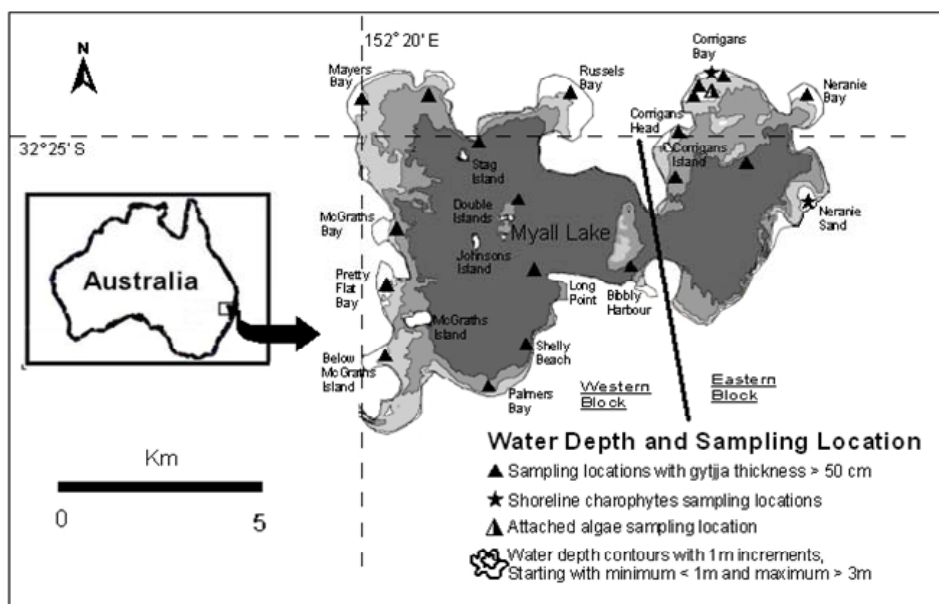 152° 20' E
N
Mayers
Bay
Russels
Bay
Corrigans
Bay
Neranie
Bay
Corrigans
Head
32°25' S
Stag
Island
Corrigans
Island
McGraths
Bay
Double
Islands
Myall Lake
Neranie
Sand
Johnsons
Island
Australia
Pretty
Flat
Bay
Long
Point
Bibbly
Harbour
McGraths
Island
Below
McGraths
Island
Shelly
Beach
Palmers
Bay
Western
Block
Eastern
Block
Km
0 5
Water Depth and Sampling Location
Sampling locations with gytjja thickness > 50 cm
Shoreline charophytes sampling locations
Attached algae sampling location
Water depth contours with 1m increments,
Starting with minimum < 1m and maximum > 3m